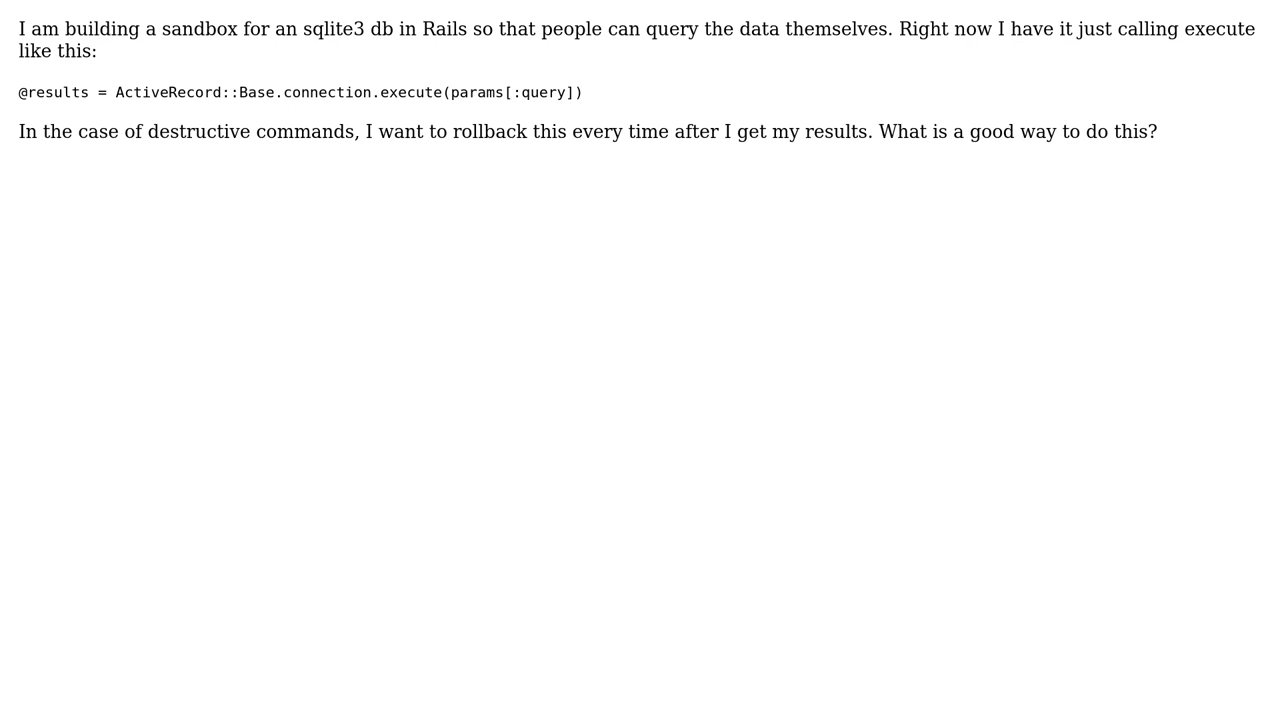 I am building a sandbox for an sqlite3 db in Rails so that people can query the data themselves. Right now I have it just calling execute
like this:
@results = ActiveRecord::Base.connection.execute(params[:query])
In the case of destructive commands, I want to rollback this every time after I get my results. What is a good way to do this?